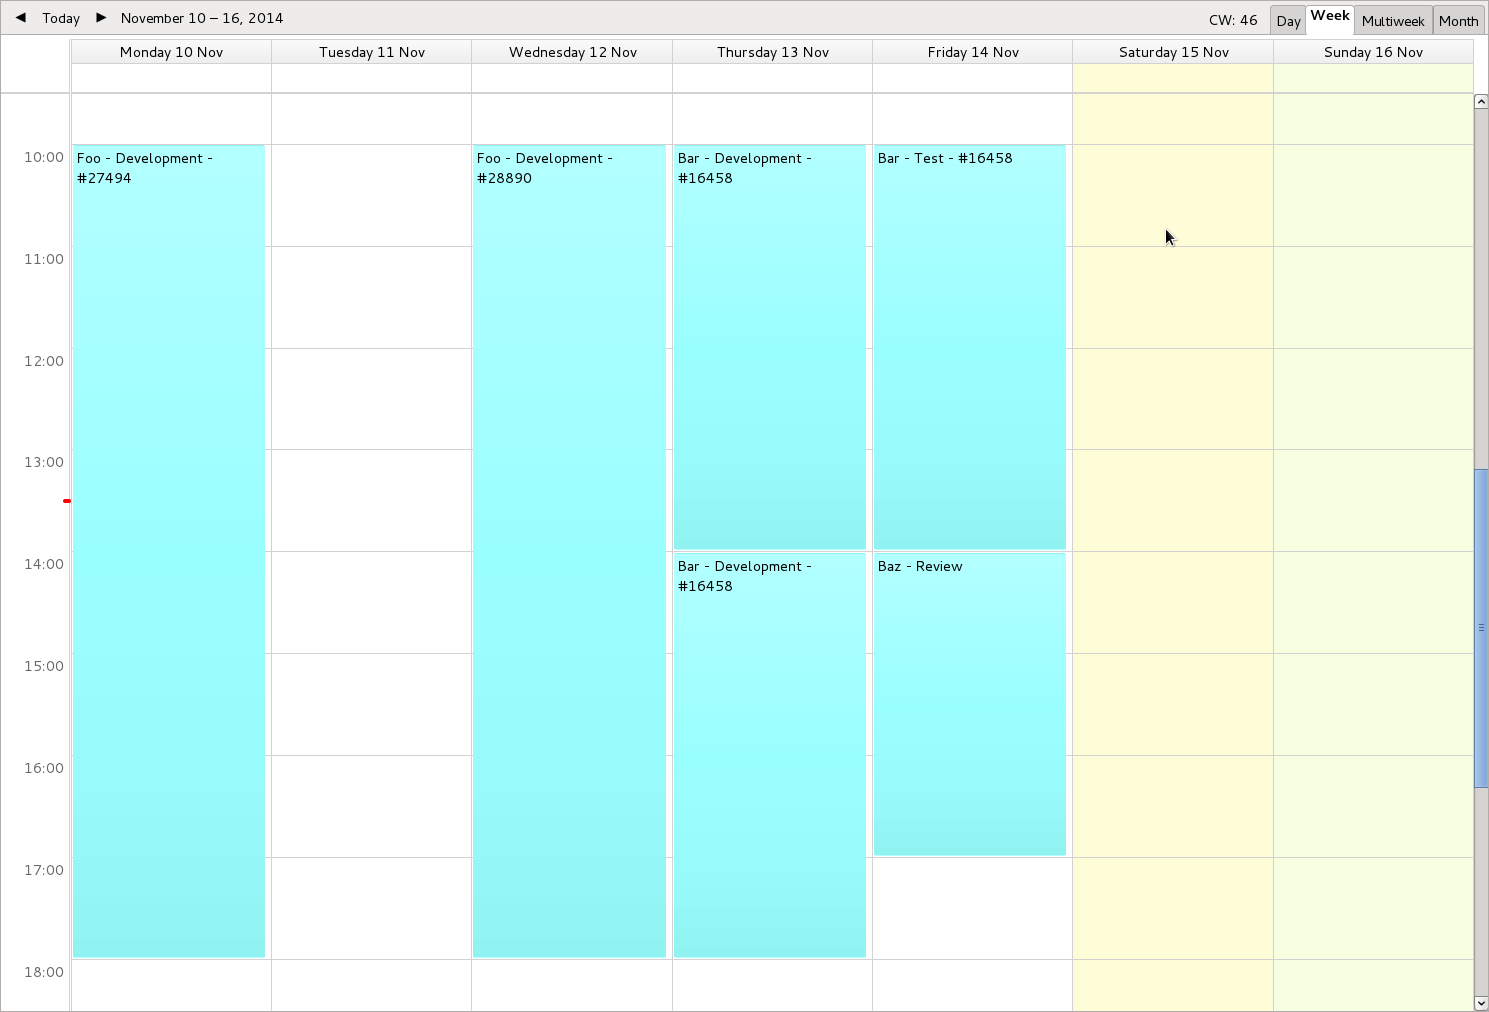 ◀ Today ▶ November 10 – 16, 2014 CW: 46 Day Week Multiweek Month
Monday 10 Nov Tuesday 11 Nov Wednesday 12 Nov Thursday 13 Nov Friday 14 Nov Saturday 15 Nov Sunday 16 Nov
10:00
Foo - Development -
#27494
Foo - Development -
#28890
Bar - Development -
#16458
Bar - Test - #16458
11:00
12:00
13:00
14:00
Bar - Development -
#16458
Baz - Review
15:00
16:00
17:00
18:00